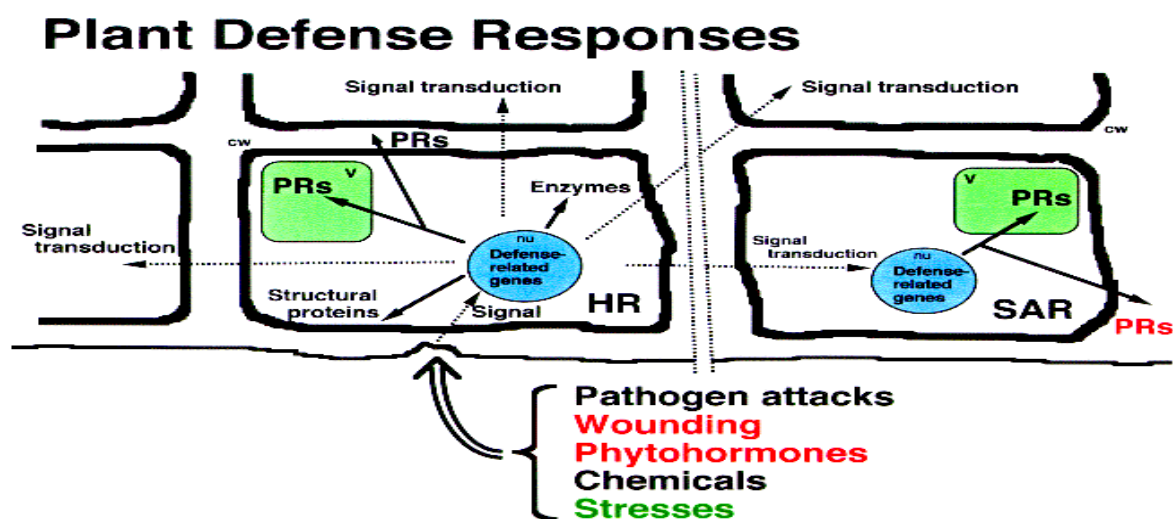 Plant Defense Responses
Signal transduction
Signal transduction
cw
PRs
cw
PRs
v
Enzymes
v
PRs
Signal
transduction
nu
Defense-
related
genes
Signal
transduction
nu
Defense-
related
genes
Structural
proteins
Signal
HR
SAR
PRs
Pathogen attacks
Wounding
Phytohormones
Chemicals
Stresses